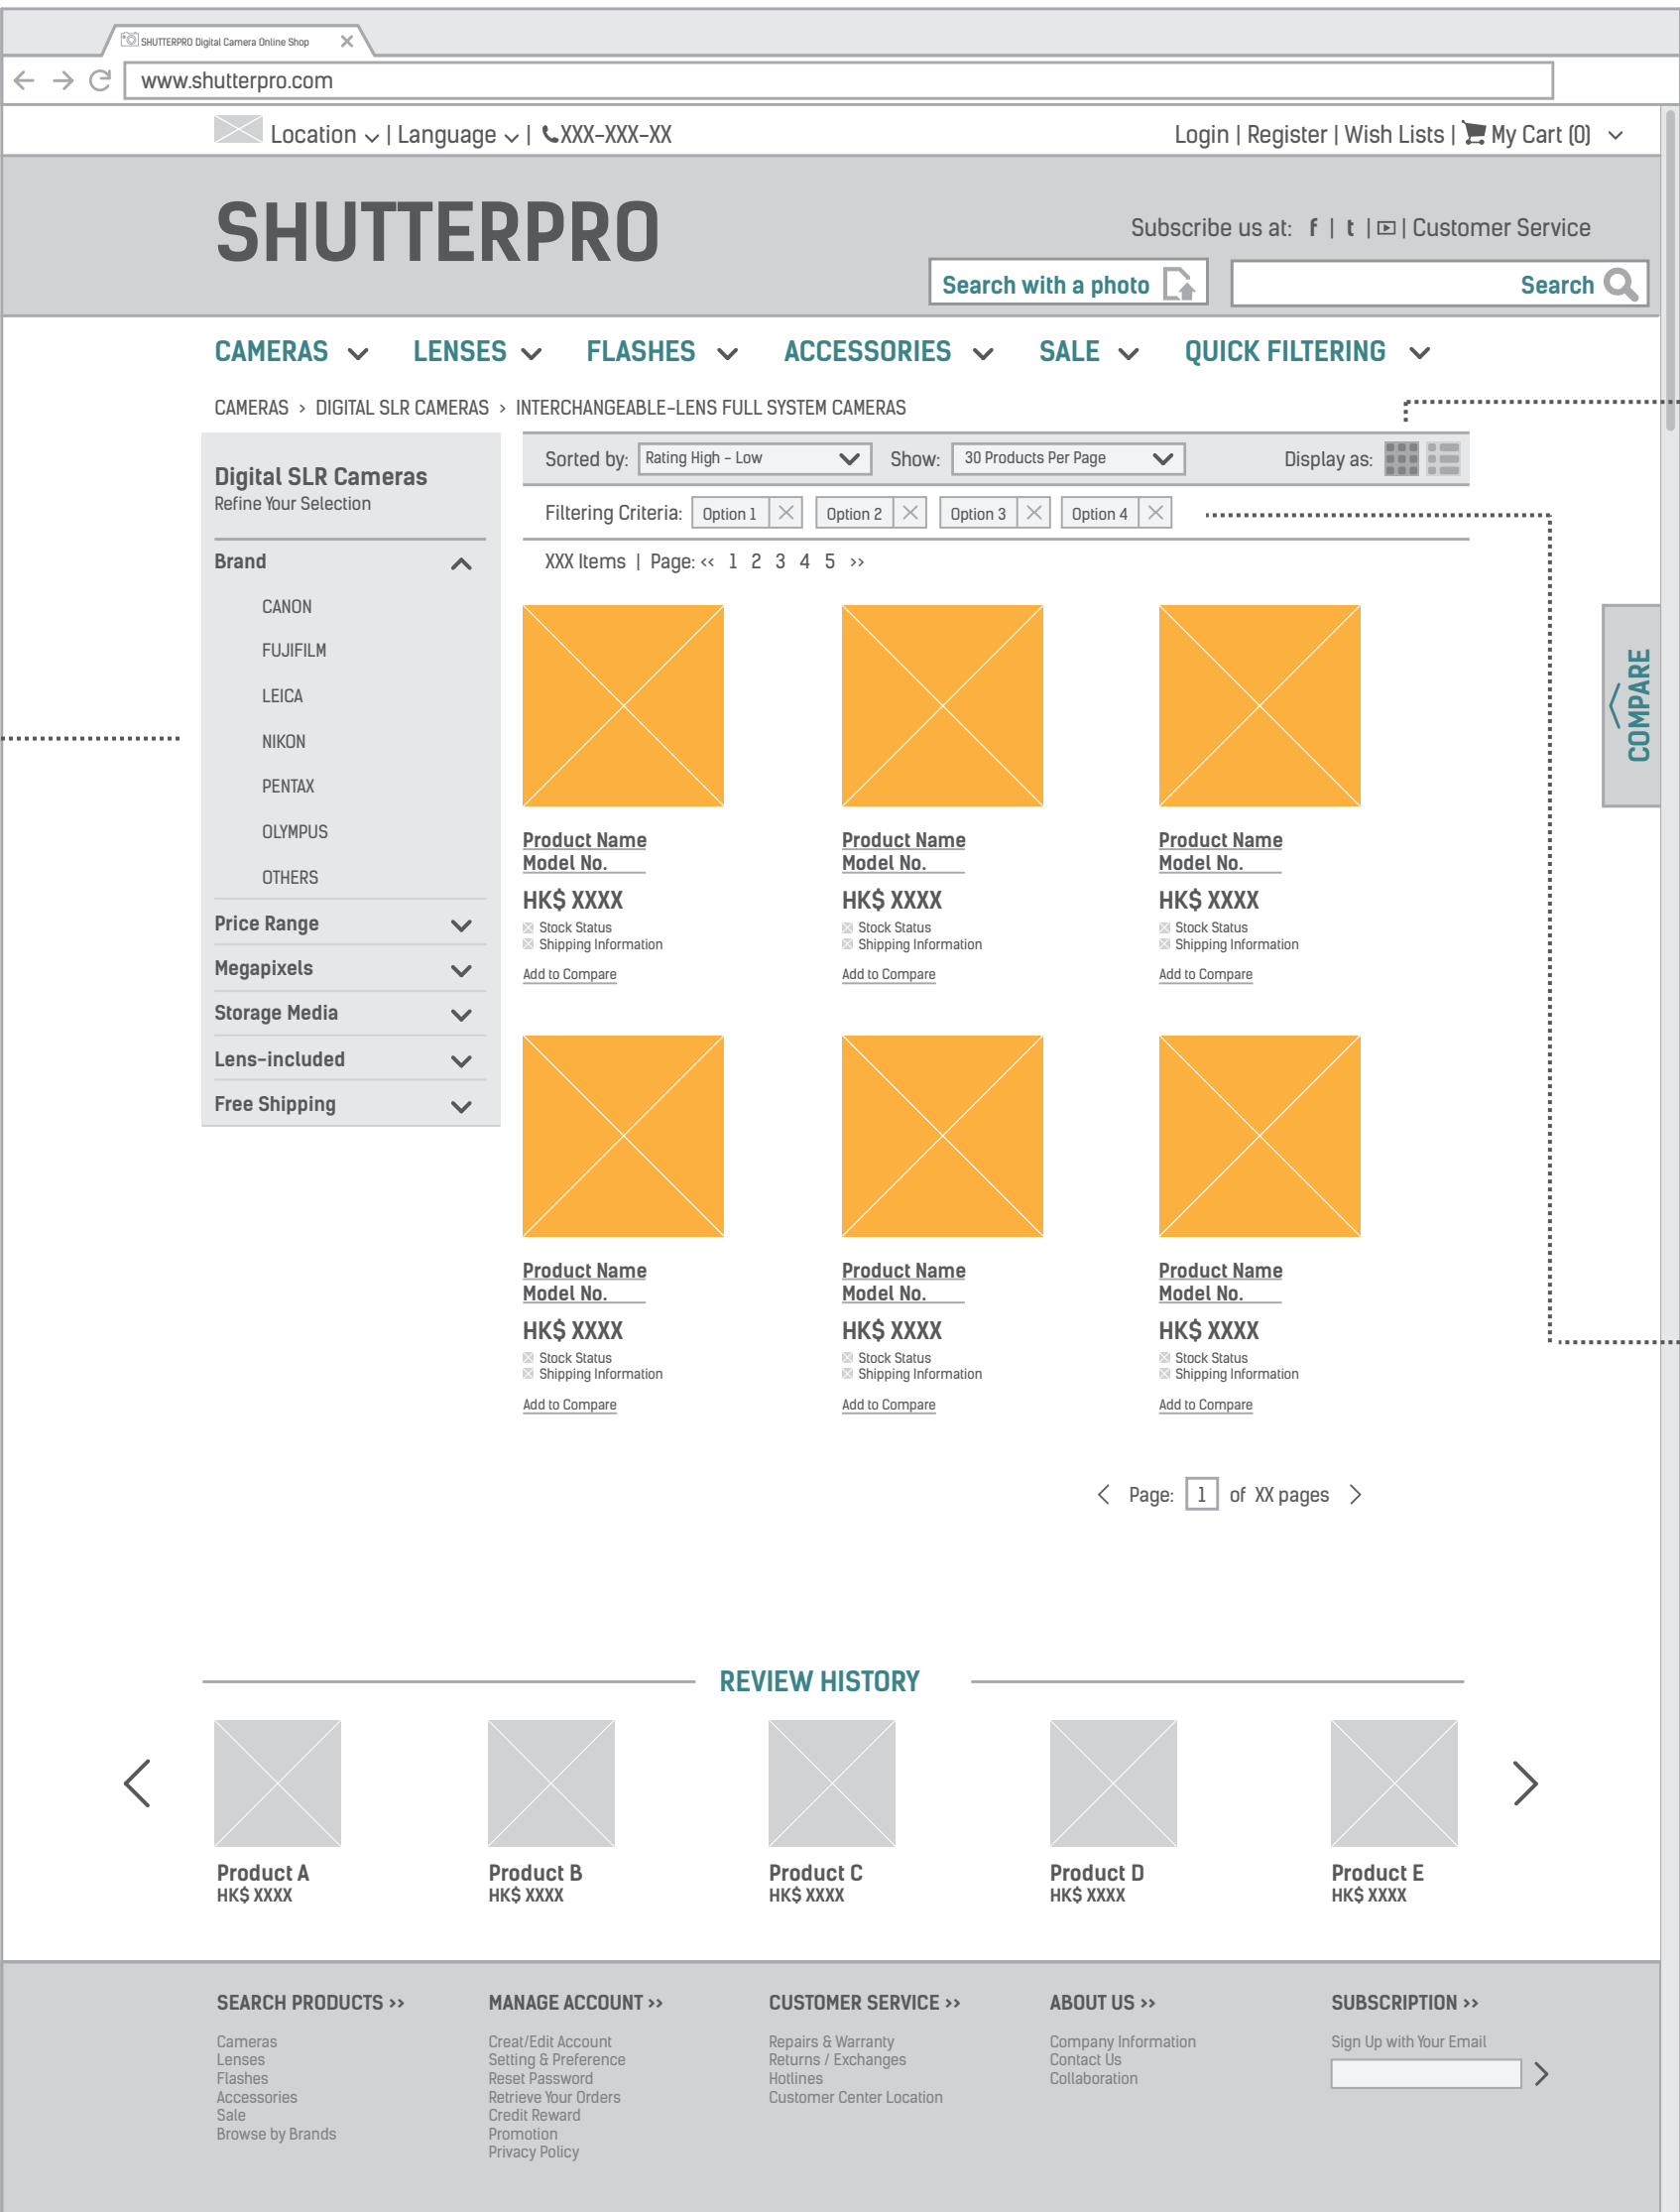 SHUTTERPRO Digital Camera Online Shop
www.shutterpro.com
Location | Language | XXX-XXX-XX
Login | Register | Wish Lists | My Cart (0)
SHUTTERPRO
Subscribe us at: f | t | | Customer Service
Search with a photo
Search
CAMERAS LENSES FLASHES ACCESSORIES SALE QUICK FILTERING
CAMERAS > DIGITAL SLR CAMERAS > INTERCHANGEABLE-LENS FULL SYSTEM CAMERAS
Digital SLR Cameras
Refine Your Selection
Brand
CANON
FUJIFILM
LEICA
NIKON
PENTAX
OLYMPUS
OTHERS
Price Range
Megapixels
Storage Media
Lens-included
Free Shipping
Sorted by: Rating High - Low Show: 30 Products Per Page Display as:
Filtering Criteria: Option 1 Option 2 Option 3 Option 4
XXX Items | Page: << 1 2 3 4 5 >>
COMPARE
Product Name Product Name Product Name
Model No. Model No. Model No.
HK$ XXXX HK$ XXXX HK$ XXXX
Stock Status Stock Status Stock Status
Shipping Information Shipping Information Shipping Information
Add to Compare Add to Compare Add to Compare
Product Name Product Name Product Name
Model No. Model No. Model No.
HK$ XXXX HK$ XXXX HK$ XXXX
Stock Status Stock Status Stock Status
Shipping Information Shipping Information Shipping Information
Add to Compare Add to Compare Add to Compare
Page: 1 of XX pages
REVIEW HISTORY
Product A Product B Product C Product D Product E
HK$ XXXX HK$ XXXX HK$ XXXX HK$ XXXX HK$ XXXX
SEARCH PRODUCTS >>
Cameras
Lenses
Flashes
Accessories
Sale
Browse by Brands
MANAGE ACCOUNT >>
Creat/Edit Account
Setting & Preference
Reset Password
Retrieve Your Orders
Credit Reward
Promotion
Privacy Policy
CUSTOMER SERVICE >>
Repairs & Warranty
Returns / Exchanges
Hotlines
Customer Center Location
ABOUT US >>
Company Information
Contact Us
Collaboration
SUBSCRIPTION >>
Sign Up with Your Email